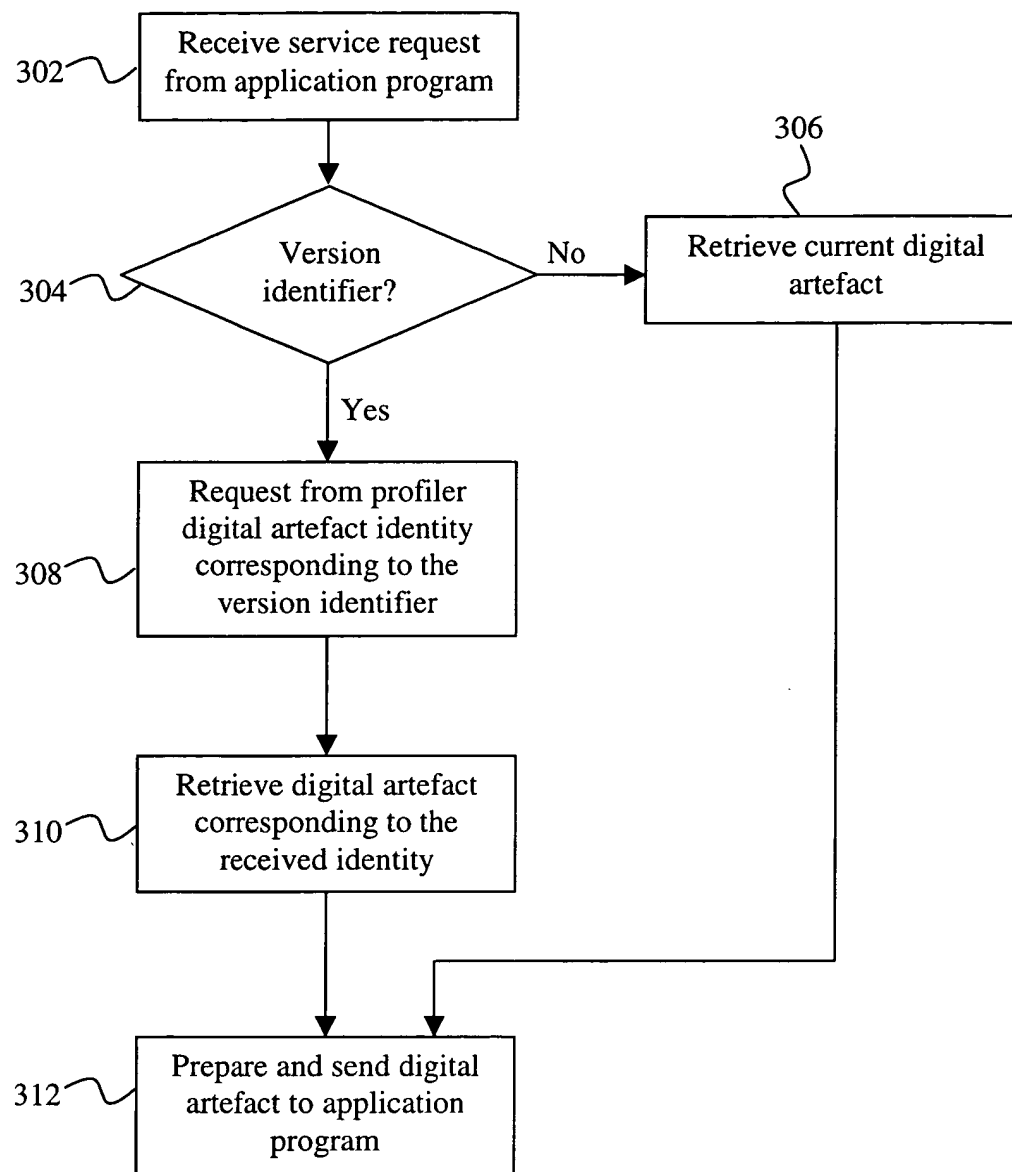 Receive service request
from application program
302
306
Version
identifier?
304
No
Retrieve current digital
artefact
Yes
Request from profiler
digital artefact identity
corresponding to the
version identifier
308
Retrieve digital artefact
corresponding to the
received identity
310
Prepare and send digital
artefact to application
program
312